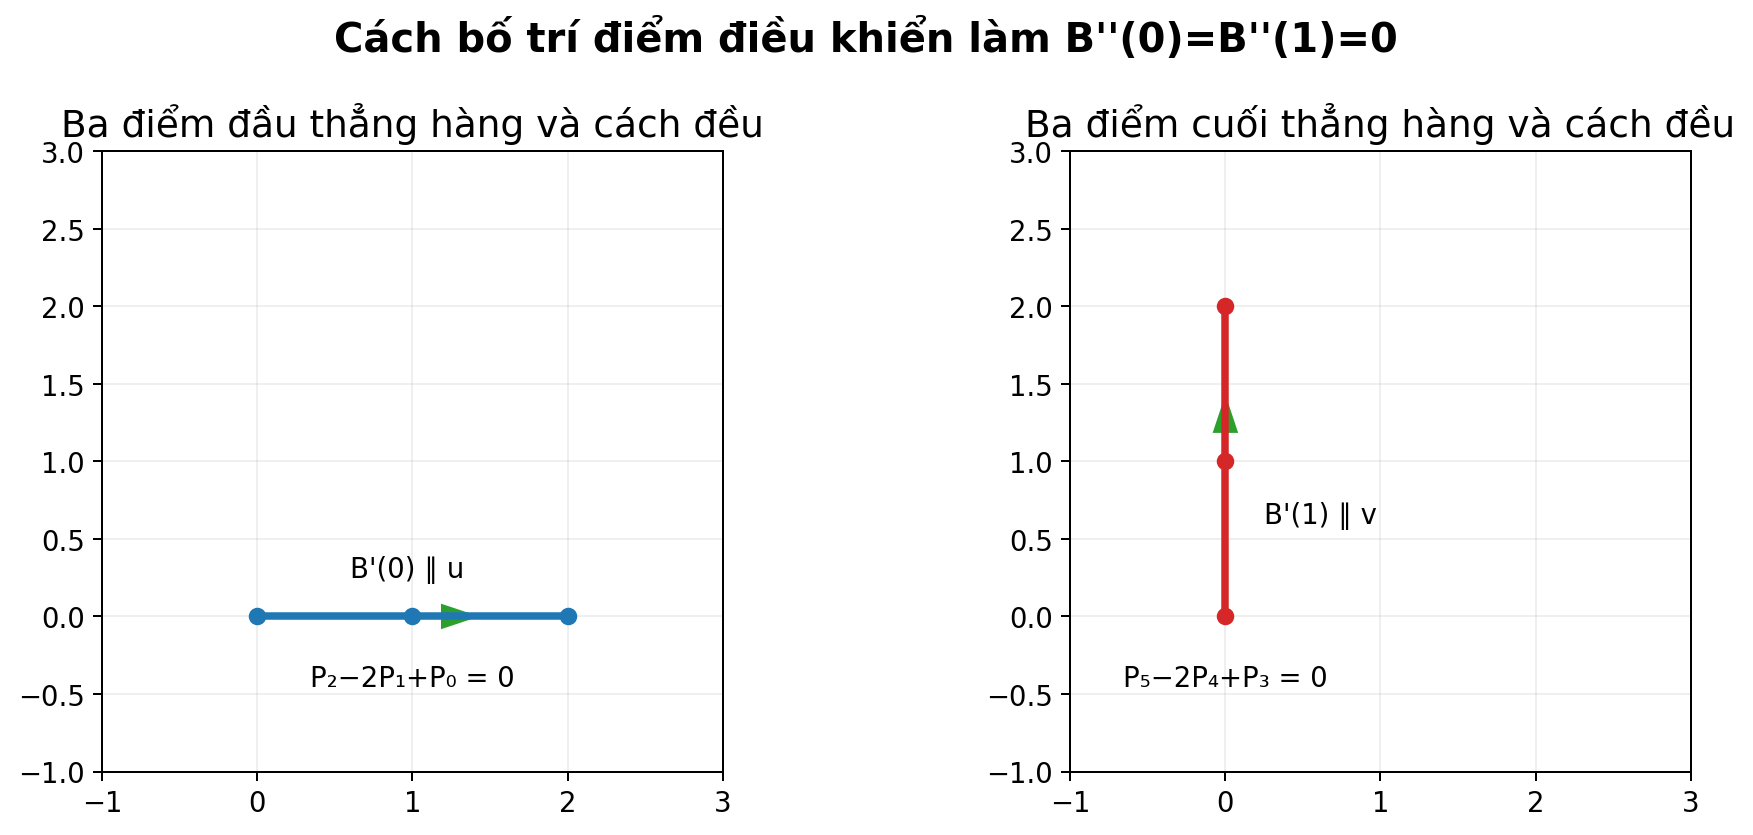 Cách bố trí điểm điều khiển làm B''(0)=B''(1)=0
Ba điểm đầu thẳng hàng và cách đều
3.0
2.5
2.0
1.5
1.0
0.5
0.0
−0.5
−1.0
B'(0) ∥ u
P₂−2P₁+P₀ = 0
−1 0 1 2 3
Ba điểm cuối thẳng hàng và cách đều
3.0
2.5
2.0
1.5
1.0
0.5
0.0
−0.5
−1.0
B'(1) ∥ v
P₅−2P₄+P₃ = 0
−1 0 1 2 3